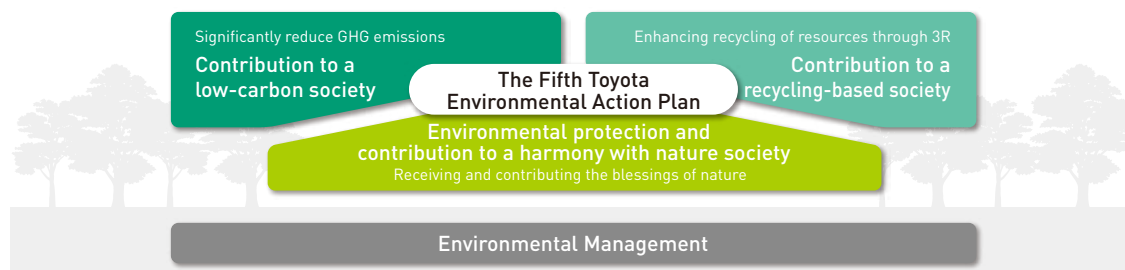 Significantly reduce GHG emissions
Contribution to a
low-carbon society
Enhancing recycling of resources through 3R
Contribution to a
recycling-based society
The Fifth Toyota
Environmental Action Plan
Environmental protection and
contribution to a harmony with nature society
Receiving and contributing the blessings of nature
Environmental Management